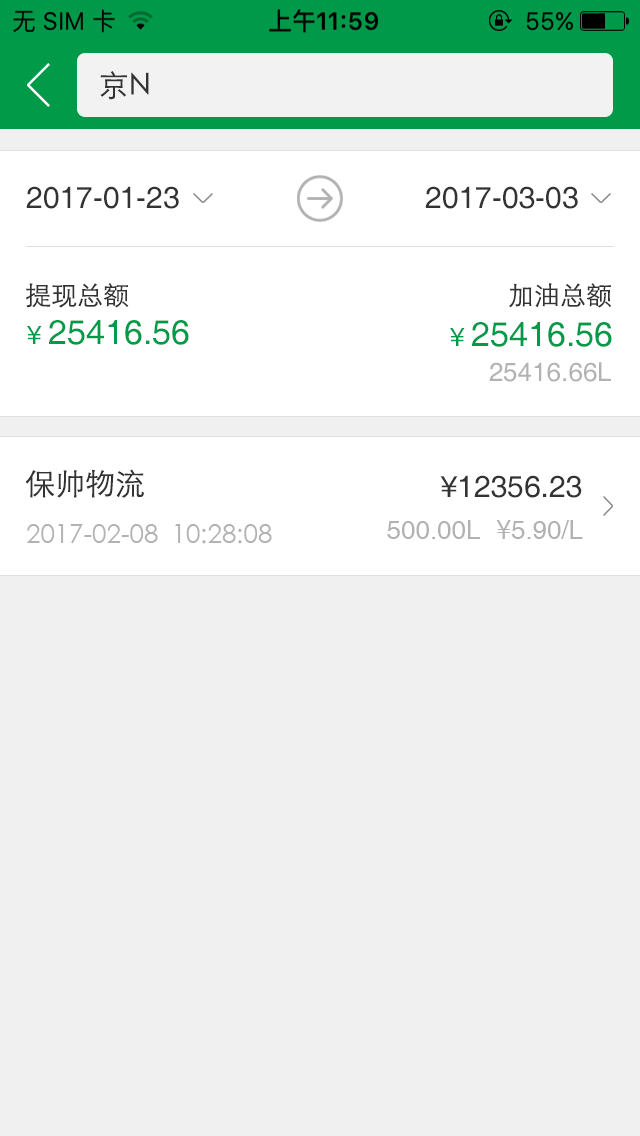 无 SIM 卡 上午11:59 55%
京N
2017-01-23 2017-03-03
提现总额 加油总额
¥25416.56 ¥25416.56
25416.66L
保帅物流 ¥12356.23
2017-02-08 10:28:08 500.00L ¥5.90/L